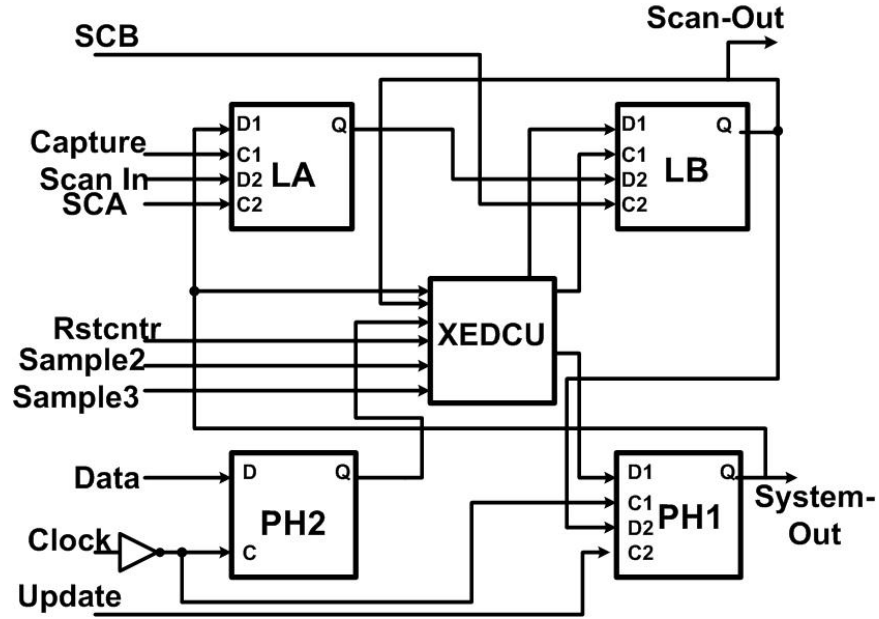 Scan-Out
SCB
D1
Q
Capture
C1
LA
Scan In
D2
SCA
C2
D1
Q
C1
LB
D2
C2
XEDCU
Rstcntr
Sample2
Sample3
Data
D
Q
PH2
Clock
C
Update
D1
Q
C1
PH1
D2
C2
System-
Out